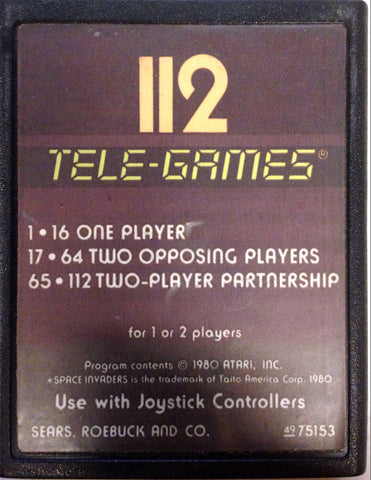 112
TELE-GAMES®
1•16 ONE PLAYER
17•64 TWO OPPOSING PLAYERS
65•112 TWO-PLAYER PARTNERSHIP
for 1 or 2 players
Program contents © 1980 ATARI, INC.
*SPACE INVADERS is the trademark of Taito America Corp. 1980
Use with Joystick Controllers
SEARS, ROEBUCK AND CO. 49 75153